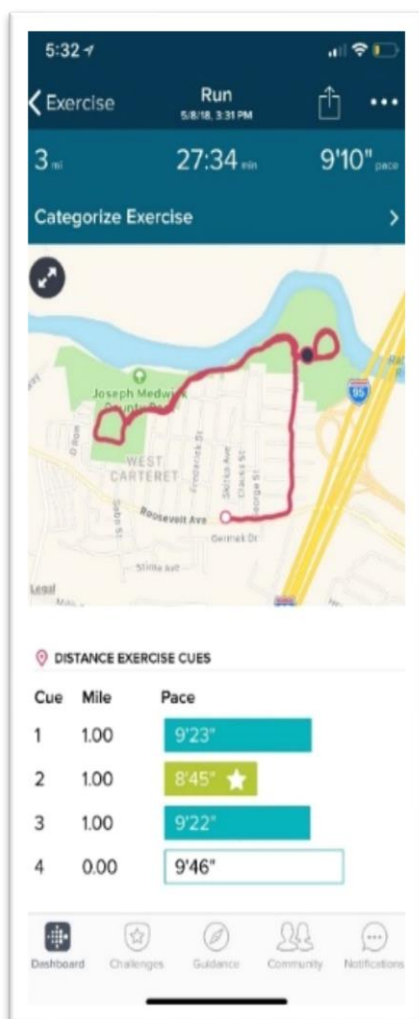 5:32
Exercise
Run
5/8/18, 3:31 PM
3 mi
27:34 min
9'10" pace
Categorize Exercise
Joseph Medwick
County Park
95
WEST
CARTERET
Frederick St
George St
Roosevelt Ave
Legal
DISTANCE EXERCISE CUES
Cue Mile Pace
1 1.00 9'23"
2 1.00 8'45"
3 1.00 9'22"
4 0.00 9'46"
Dashboard
Challenges
Guidance
Community
Notifications